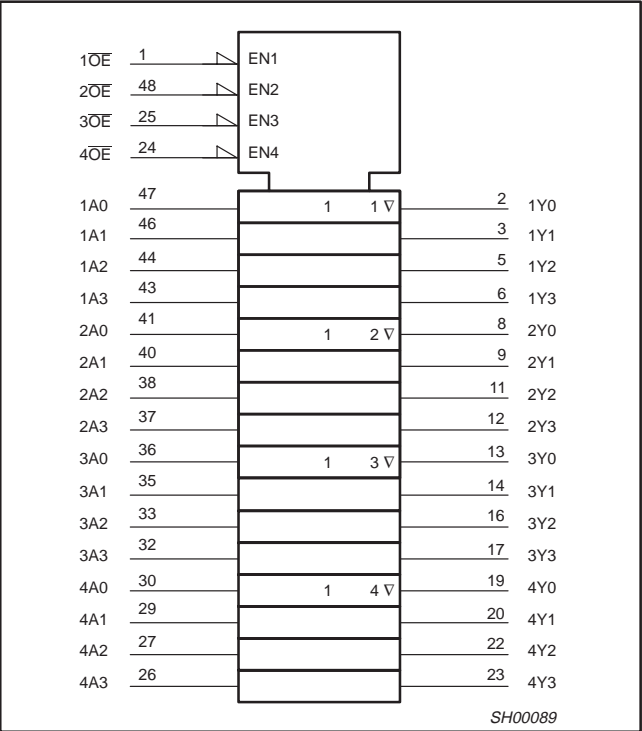 1O̅E̅ 1 EN1
2O̅E̅ 48 EN2
3O̅E̅ 25 EN3
4O̅E̅ 24 EN4
1A0 47 1 1 ∇ 2 1Y0
1A1 46 3 1Y1
1A2 44 5 1Y2
1A3 43 6 1Y3
2A0 41 1 2 ∇ 8 2Y0
2A1 40 9 2Y1
2A2 38 11 2Y2
2A3 37 12 2Y3
3A0 36 1 3 ∇ 13 3Y0
3A1 35 14 3Y1
3A2 33 16 3Y2
3A3 32 17 3Y3
4A0 30 1 4 ∇ 19 4Y0
4A1 29 20 4Y1
4A2 27 22 4Y2
4A3 26 23 4Y3
SH00089